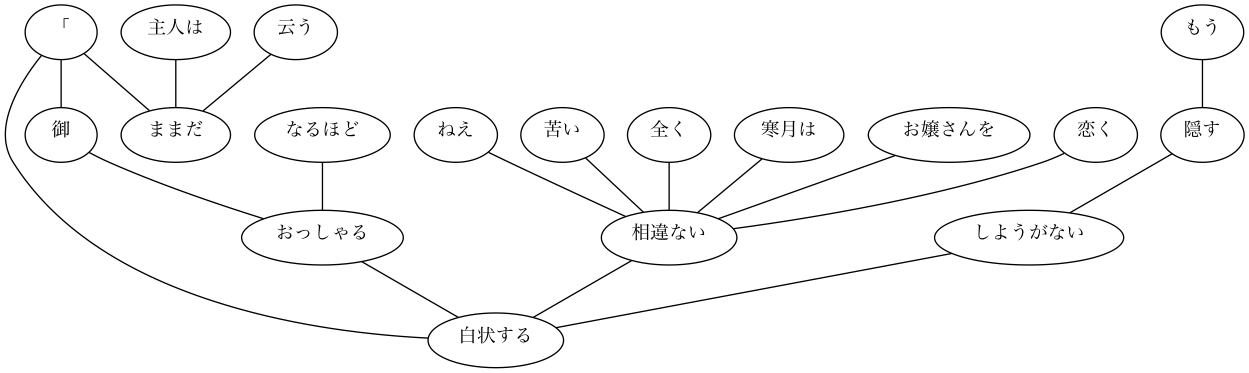 「 主人は 云う もう
御 ままだ なるほど ねえ 苦い 全く 寒月は お嬢さんを 恋く 隠す
おっしゃる 相違ない しようがない
白状する